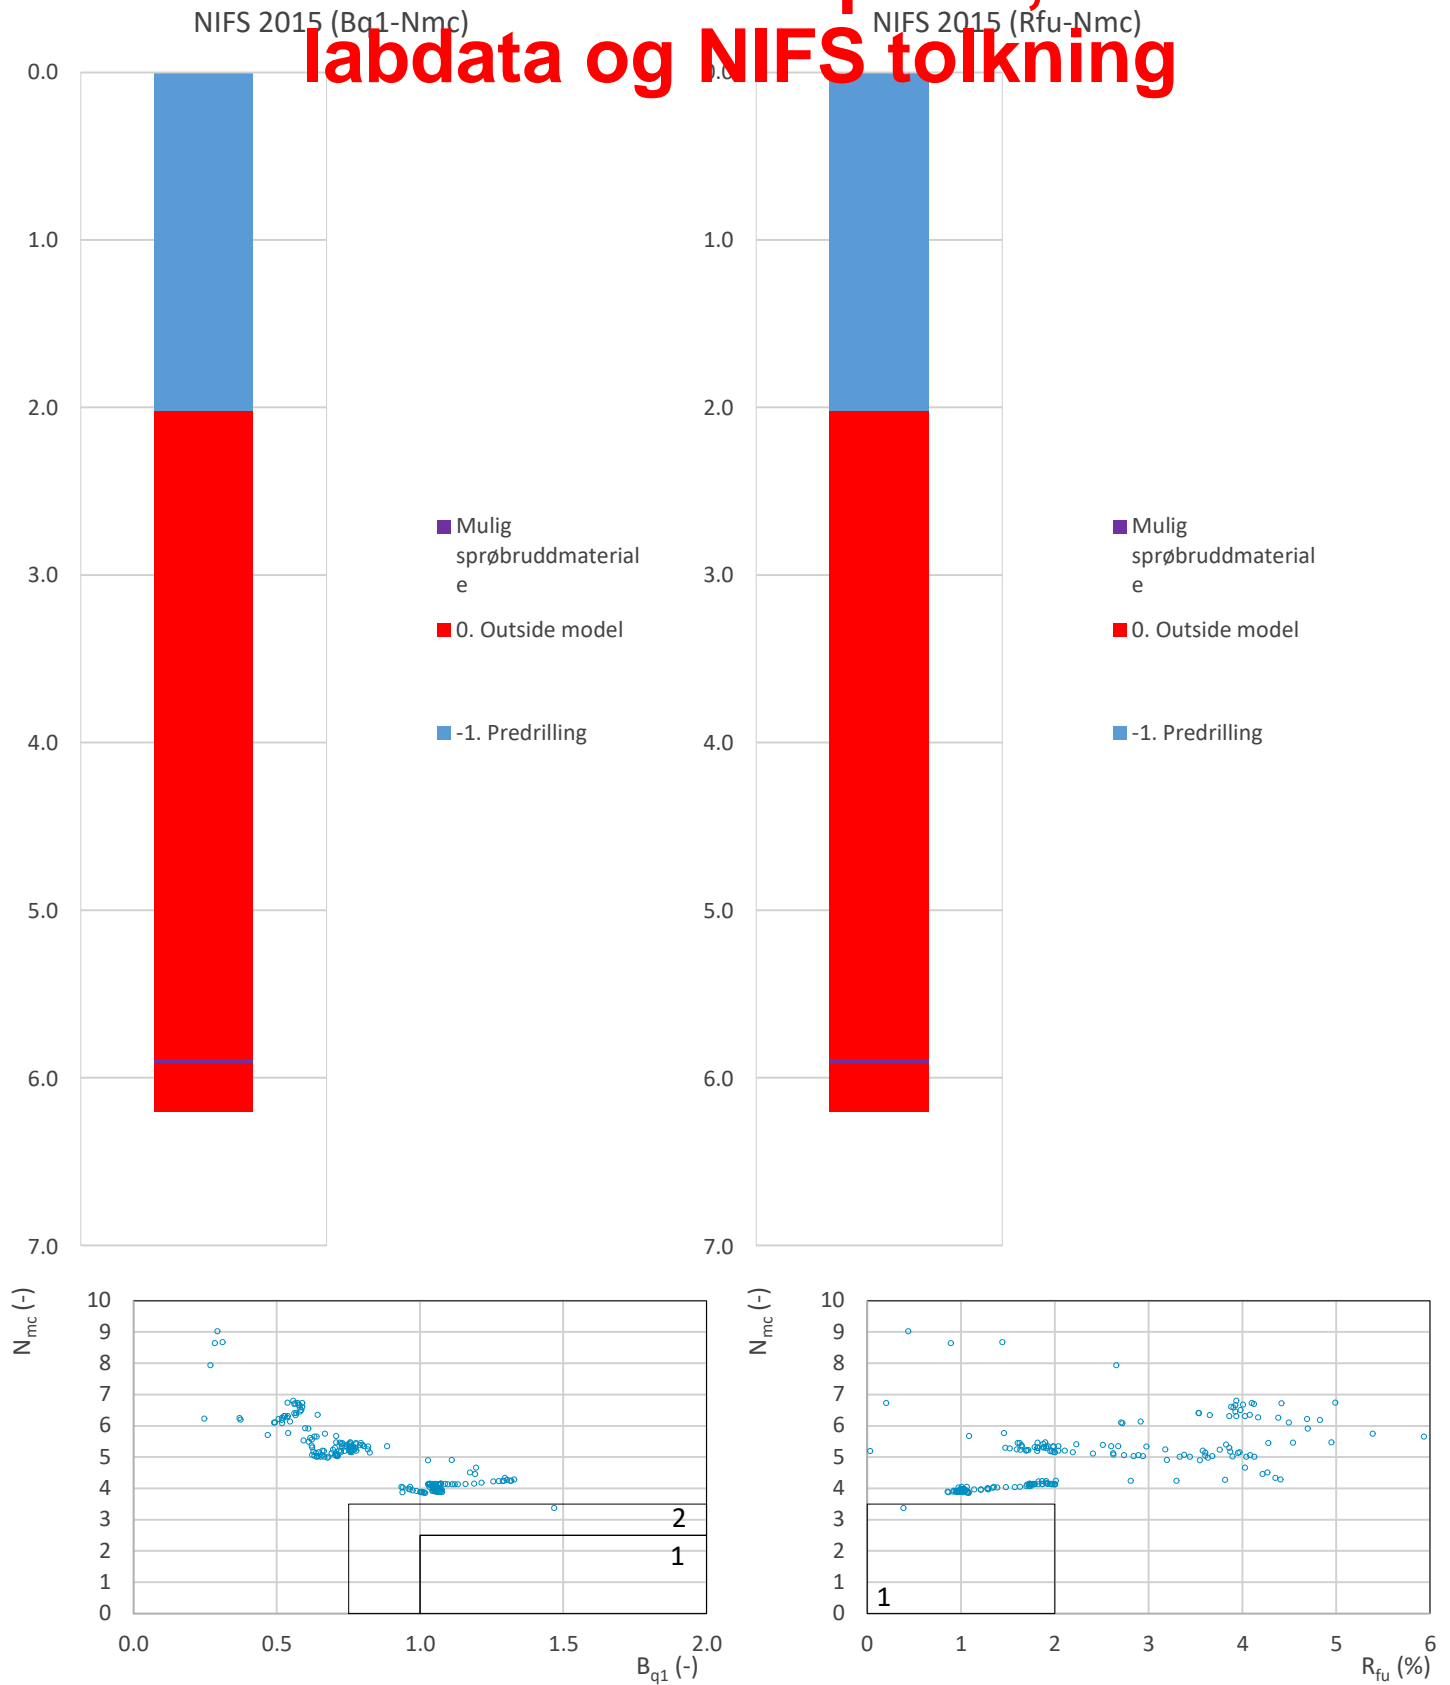 NIFS 2015 (Bq1-Nmc)
NIFS 2015 (Rfu-Nmc)
labdata og NIFS tolkning
0.0
1.0
2.0
3.0
4.0
5.0
6.0
7.0
Mulig
sprøbruddmaterial
e
0. Outside model
-1. Predrilling
0.0
1.0
2.0
3.0
4.0
5.0
6.0
7.0
Mulig
sprøbruddmaterial
e
0. Outside model
-1. Predrilling
Nmc (-)
10
9
8
7
6
5
4
3
2
1
0
2
1
0.0 0.5 1.0 1.5 2.0
Bq1 (-)
Nmc (-)
10
9
8
7
6
5
4
3
2
1
0
1
0 1 2 3 4 5 6
Rfu (%)